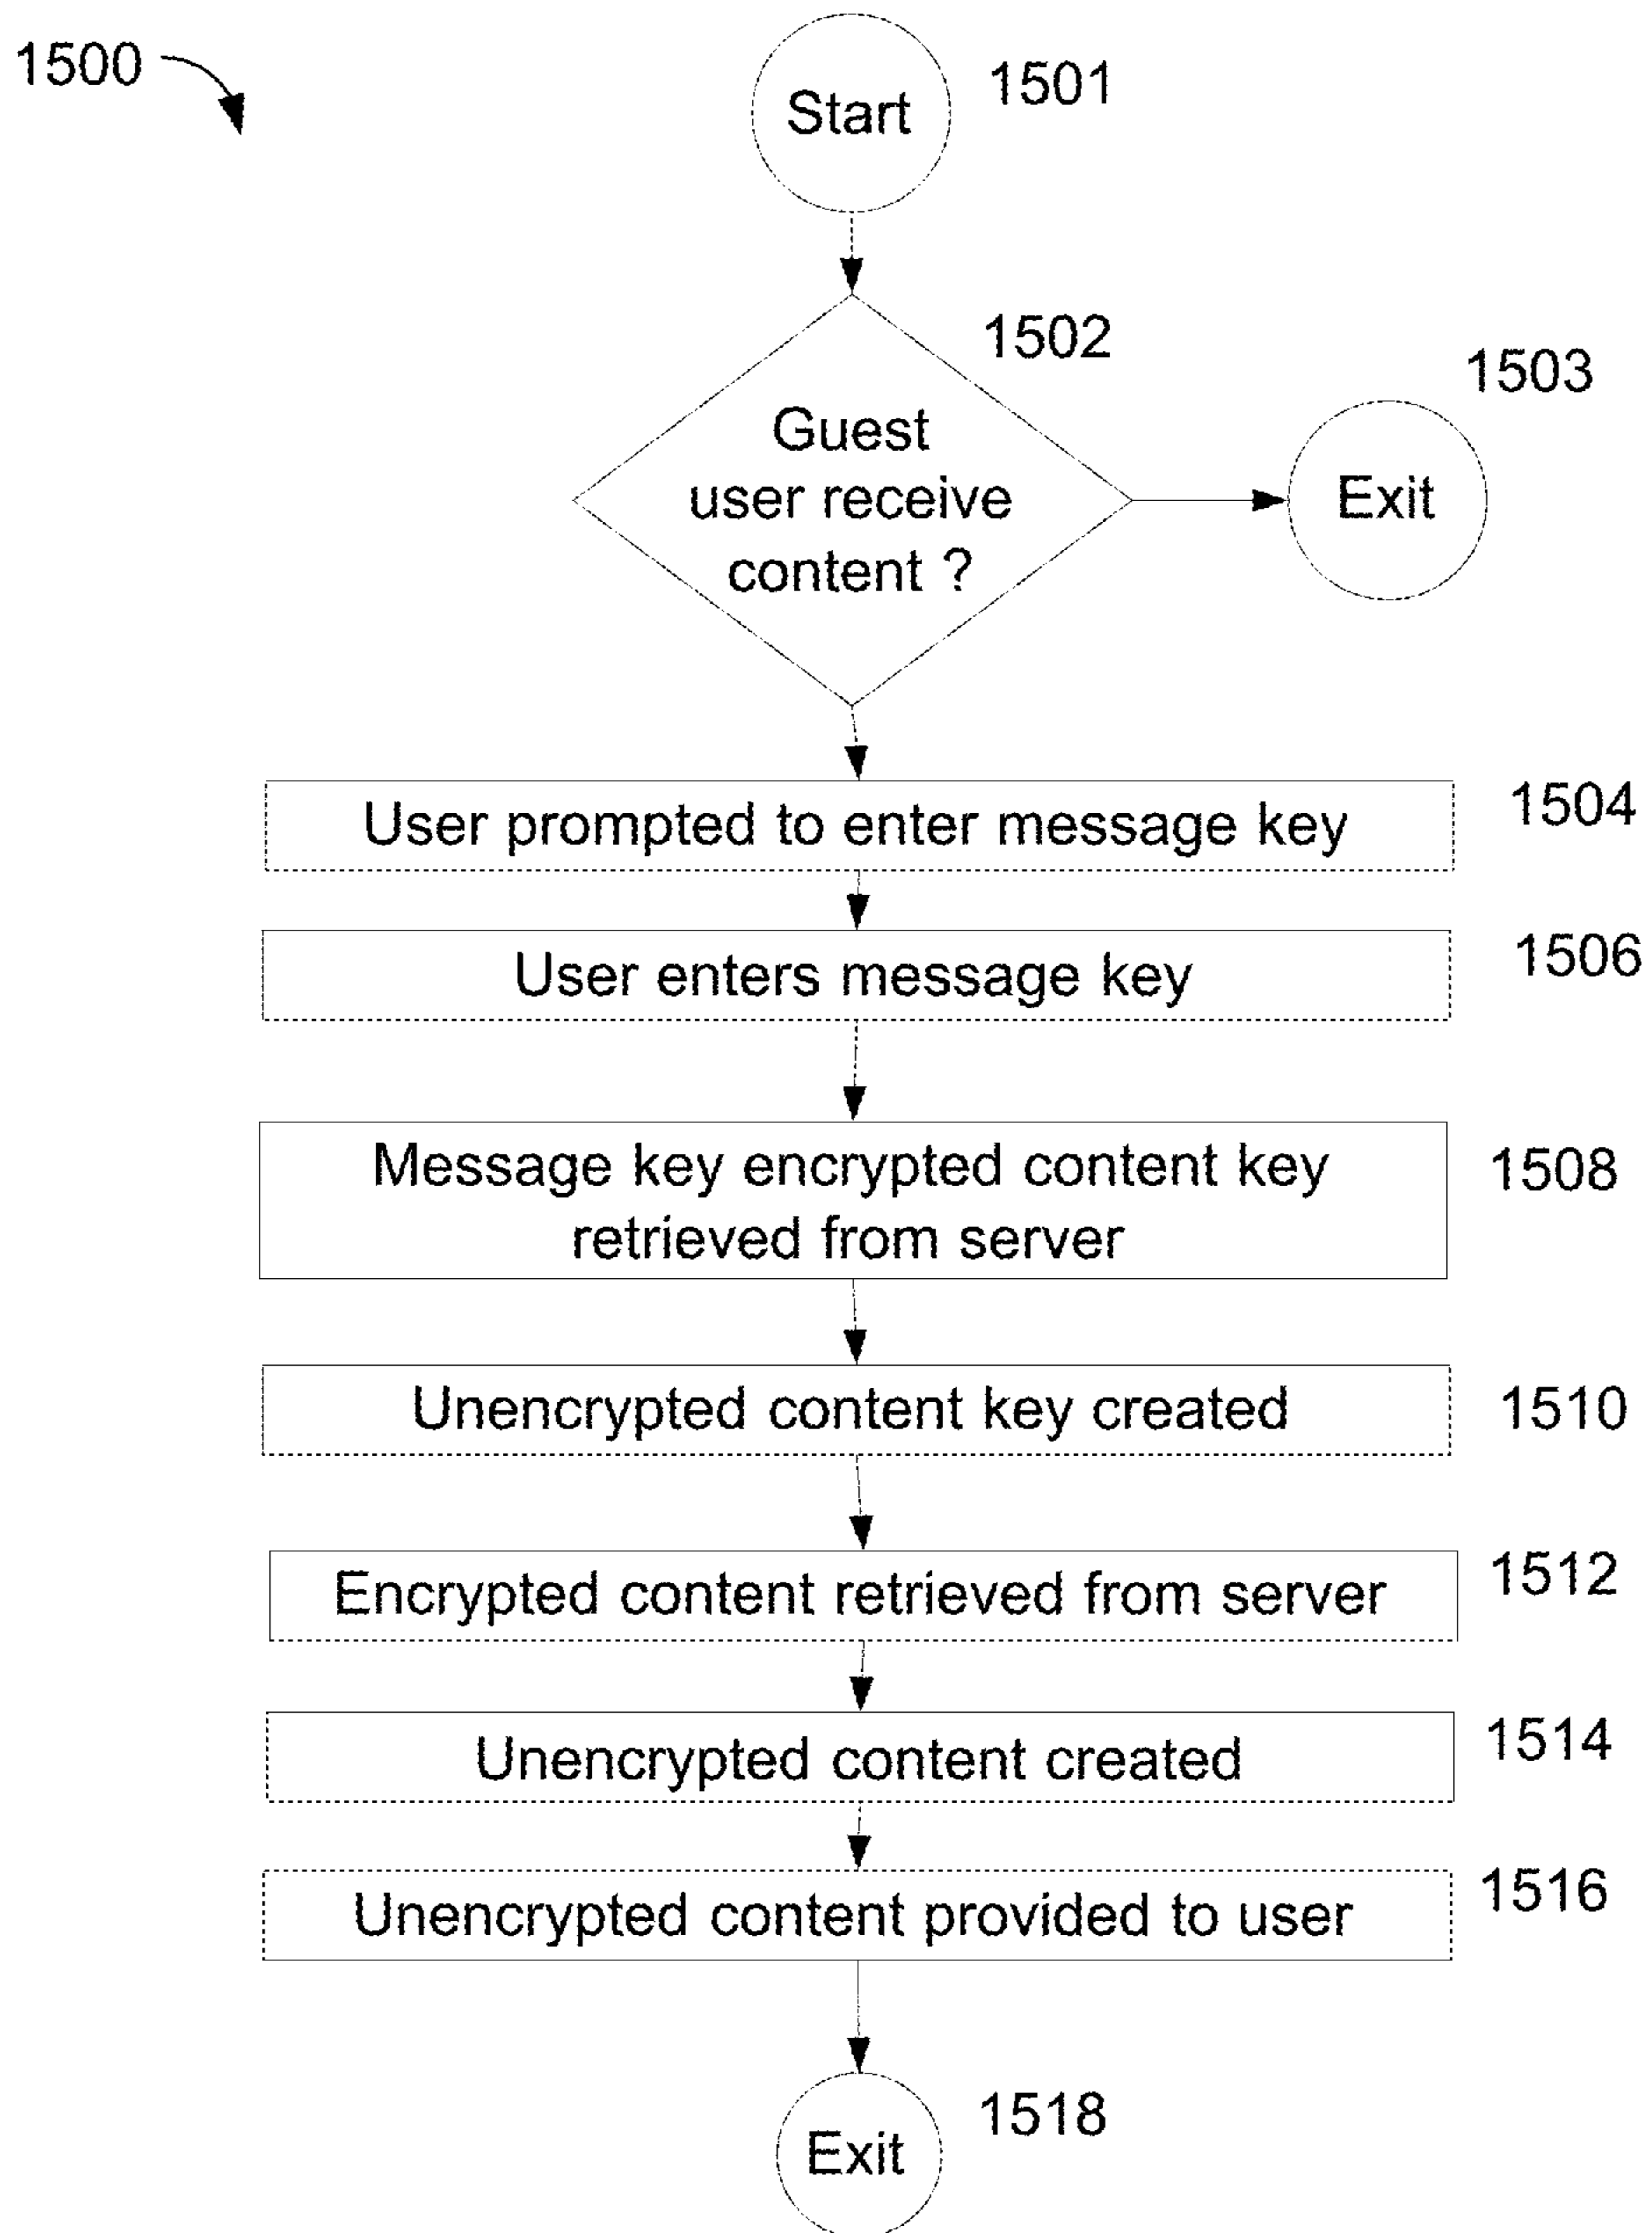 1500
Start
1501
1502
1503
Guest
user receive
content ?
Exit
User prompted to enter message key
1504
User enters message key
1506
Message key encrypted content key
retrieved from server
1508
Unencrypted content key created
1510
Encrypted content retrieved from server
1512
Unencrypted content created
1514
Unencrypted content provided to user
1516
Exit
1518